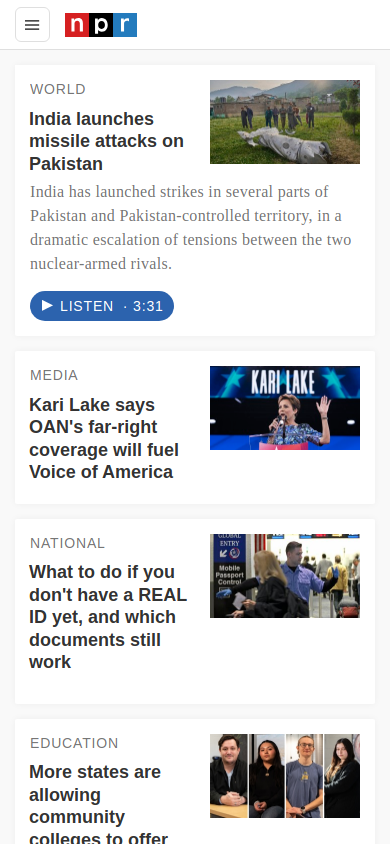 npr
WORLD
India launches
missile attacks on
Pakistan
India has launched strikes in several parts of
Pakistan and Pakistan-controlled territory, in a
dramatic escalation of tensions between the two
nuclear-armed rivals.
LISTEN · 3:31
MEDIA
Kari Lake says
OAN's far-right
coverage will fuel
Voice of America
KARI LAKE
NATIONAL
What to do if you
don't have a REAL
ID yet, and which
documents still
work
GLOBAL
ENTRY
Mobile
Passport
Control
EDUCATION
More states are
allowing
community
colleges to offer